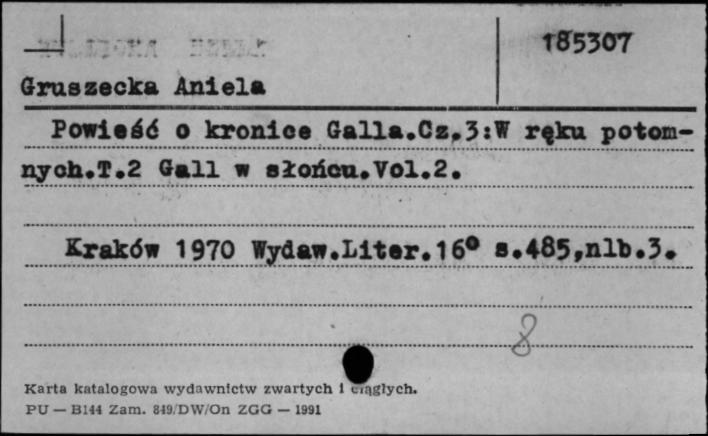 185307
Gruszecka Aniela
Powieść o kronice Galla.Cz.3:W ręku potom-
nych.T.2 Gall w słońcu.Vol.2.
Kraków 1970 Wydaw.Liter.16° s.485,nlb.3.
8
Karta katalogowa wydawnictw zwartych i ciągłych.
PU — B144 Zam. 849/DW/On ZGG — 1991